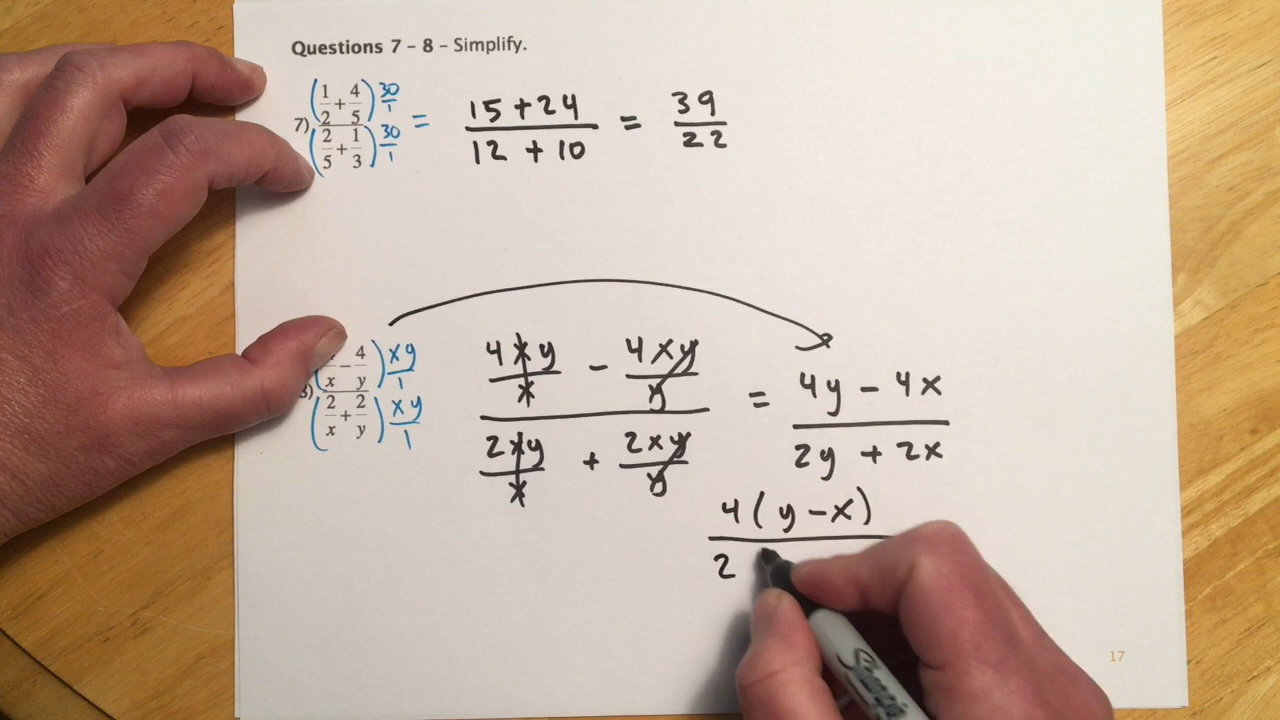 Questions 7 – 8 – Simplify.
7) (1/2 + 4/5) 30/1 / (2/5 + 1/3) 30/1 = 15 + 24 / 12 + 10 = 39 / 22
( /x − 4/y) xy/1 / (2/x + 2/y) xy/1
4xy/x − 4xy/y / 2xy/x + 2xy/y = 4y − 4x / 2y + 2x
4(y − x)
2
Sharpie
17